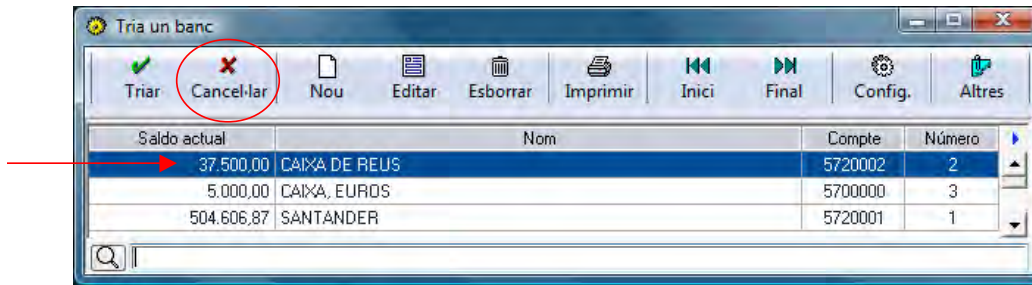 Tria un banc
Triar Cancel·lar Nou Editar Esborrar Imprimir Inici Final Config. Altres
Saldo actual Nom Compte Número
37.500,00 CAIXA DE REUS 5720002 2
5.000,00 CAIXA, EUROS 5700000 3
504.606,87 SANTANDER 5720001 1